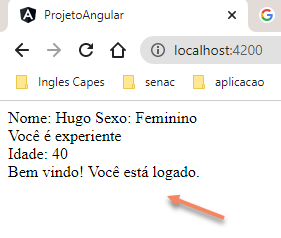 ProjetoAngular
localhost:4200
Ingles Capes senac aplicacao
Nome: Hugo Sexo: Feminino
Você é experiente
Idade: 40
Bem vindo! Você está logado.